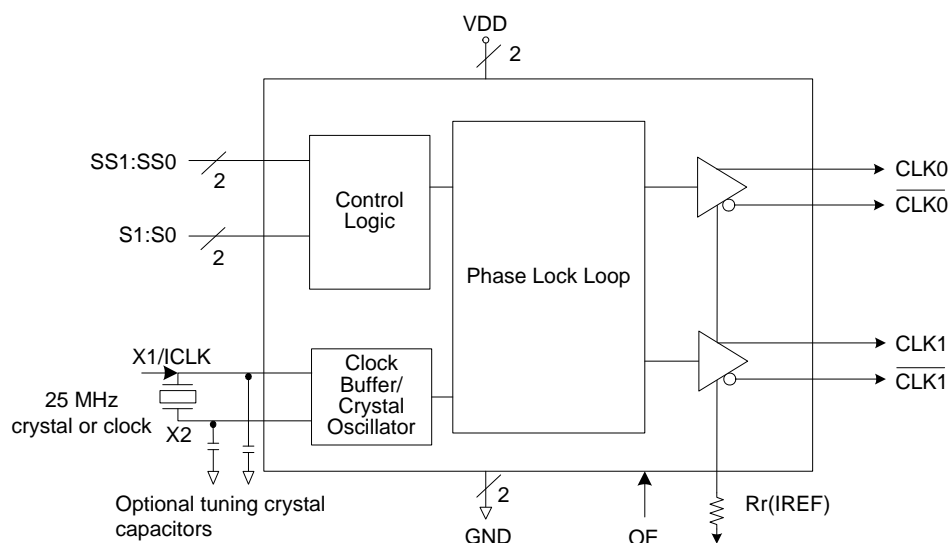 VDD
2
SS1:SS0
2
S1:S0
2
Control
Logic
Phase Lock Loop
CLK0
CLK0
CLK1
CLK1
X1/ICLK
25 MHz
crystal or clock
X2
Clock
Buffer/
Crystal
Oscillator
Optional tuning crystal
capacitors
2
GND
OE
Rr(IREF)